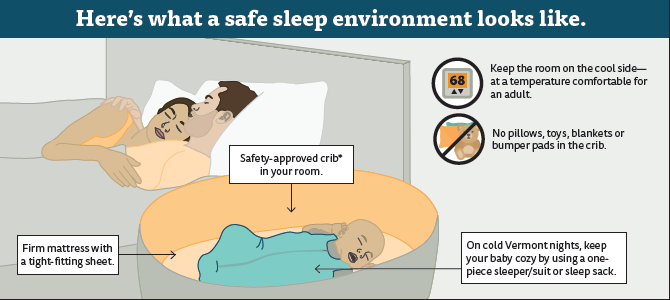 Here's what a safe sleep environment looks like.
68
Keep the room on the cool side—
at a temperature comfortable for
an adult.
No pillows, toys, blankets or
bumper pads in the crib.
Safety-approved crib*
in your room.
Firm mattress with
a tight-fitting sheet.
On cold Vermont nights, keep
your baby cozy by using a one-
piece sleeper/suit or sleep sack.